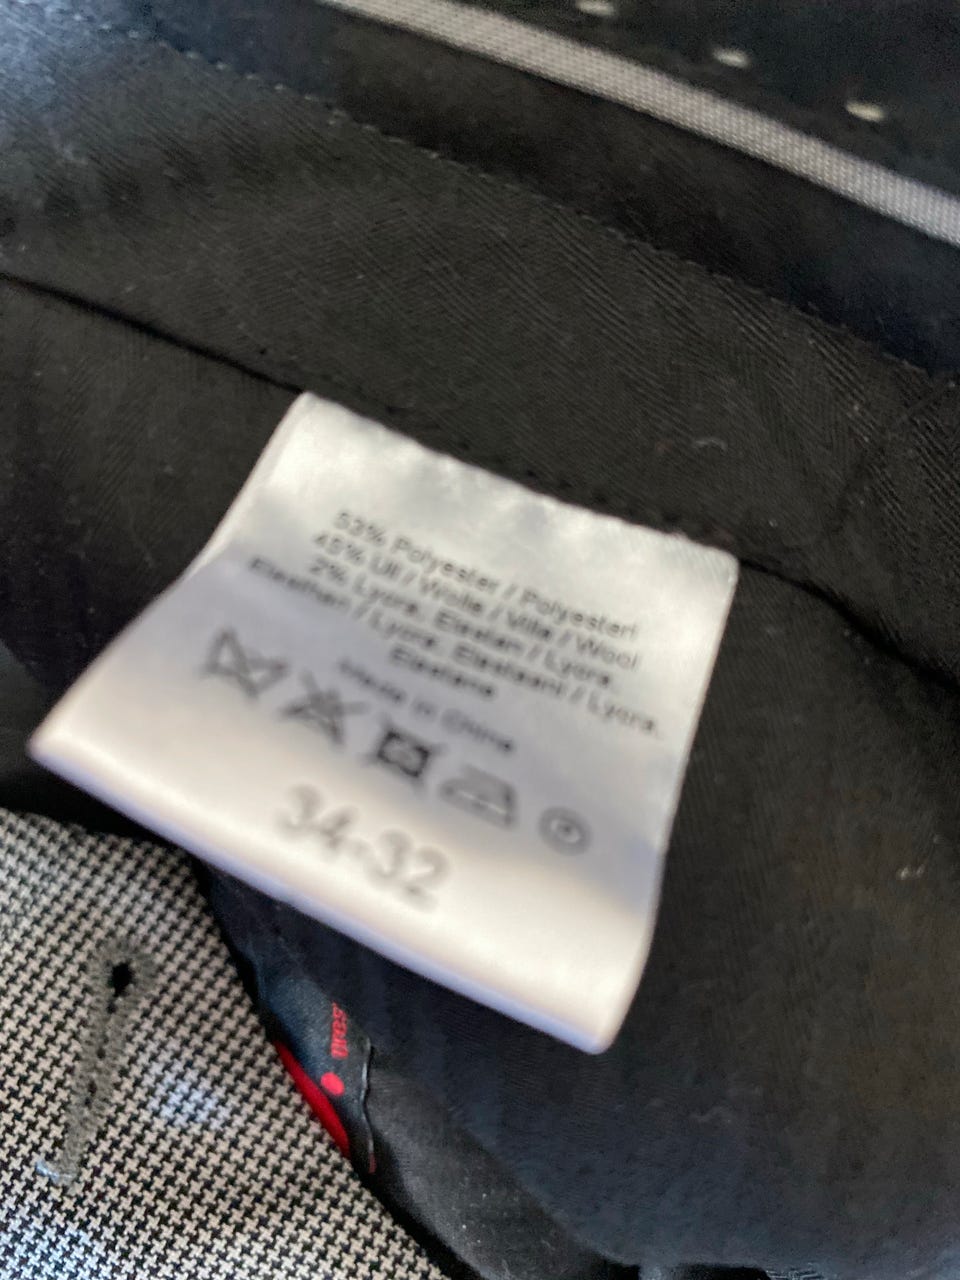 53% Polyester / Polyesteri
45% Ull / Wolle / Villa / Wool
2% Lycra, Elastan / Lycra,
Elasthan / Lycra, Elastaani / Lycra,
Elastane
Made in China
34-32